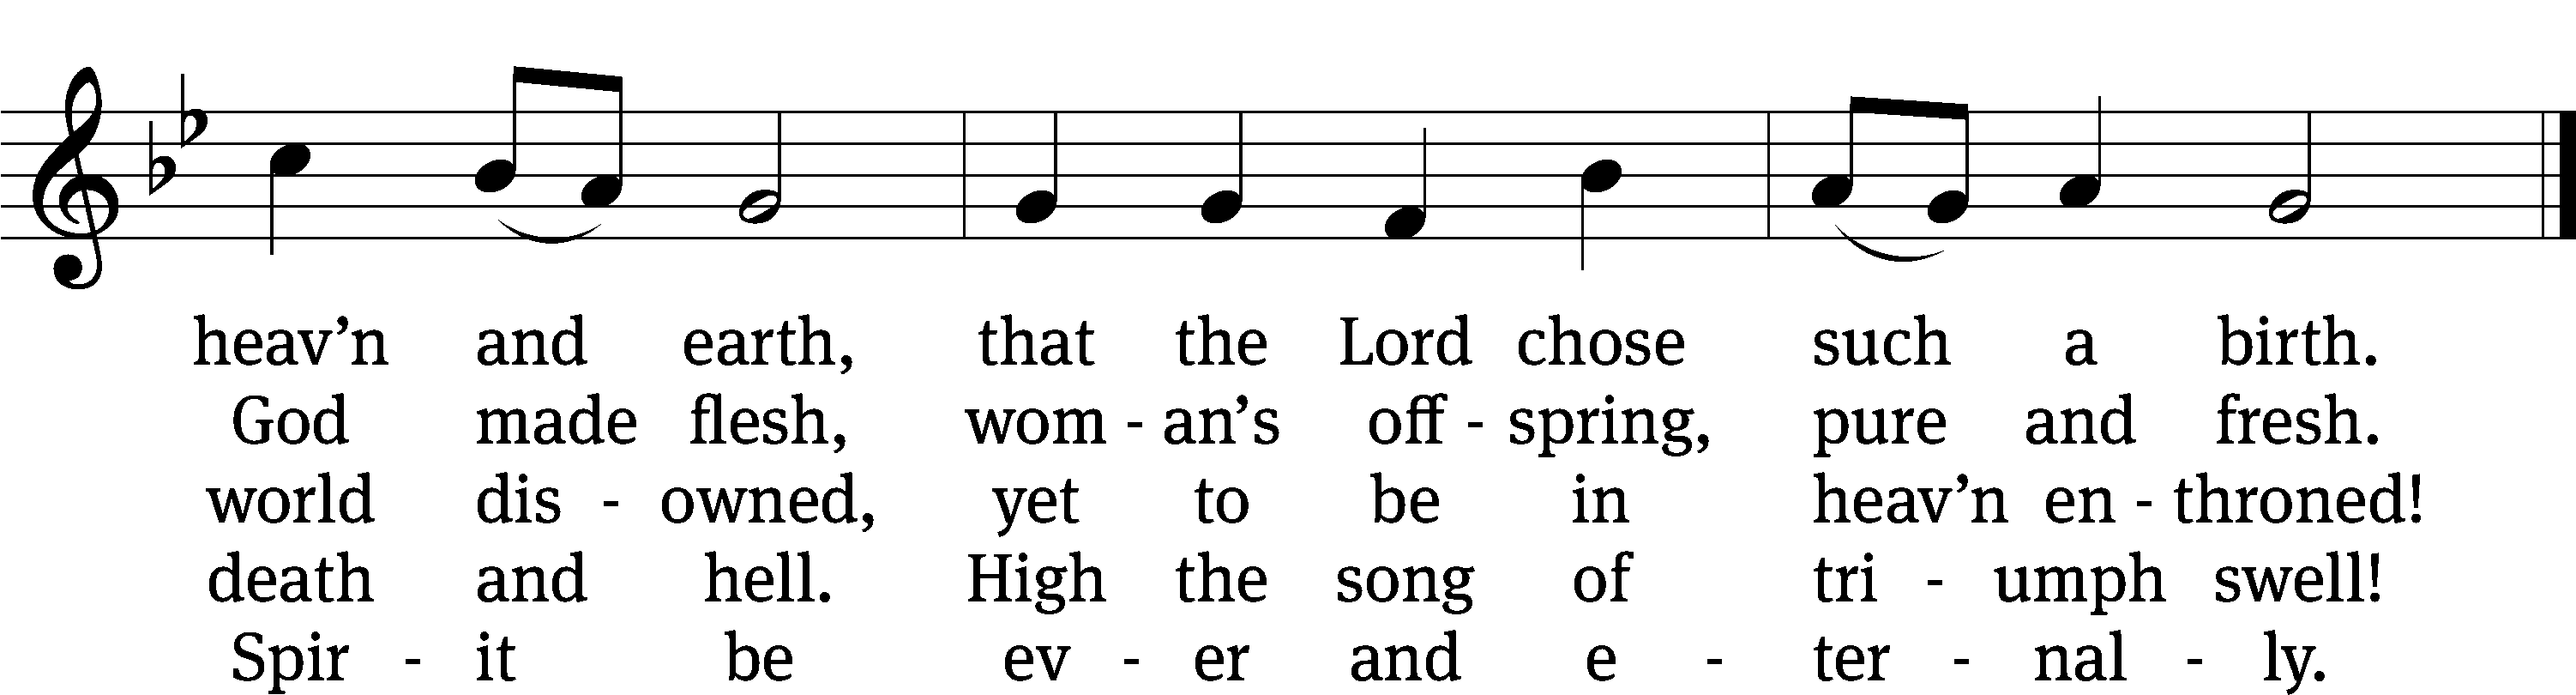 heav’n and earth, that the Lord chose such a birth.
God made flesh, wom - an’s off - spring, pure and fresh.
world dis - owned, yet to be in heav’n en - throned!
death and hell. High the song of tri - umph swell!
Spir - it be ev - er and e - ter - nal - ly.